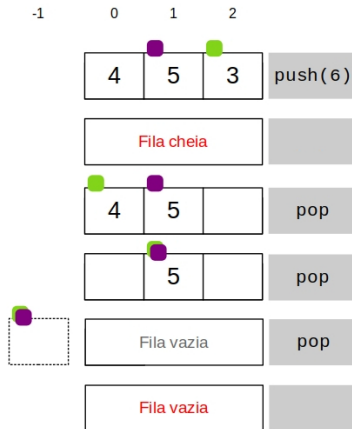 -1 0 1 2
4 5 3 push(6)
Fila cheia
4 5 pop
5 pop
Fila vazia pop
Fila vazia